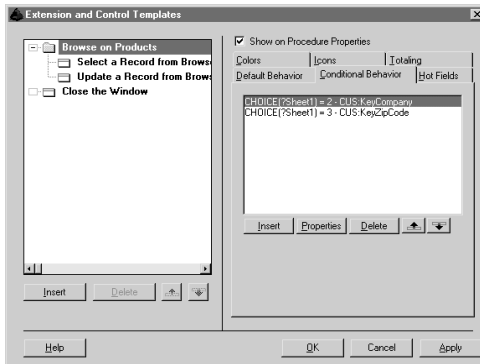 Extension and Control Templates
Browse on Products
Select a Record from Brows
Update a Record from Brows
Close the Window
Insert Delete
Show on Procedure Properties
Colors Icons Totaling
Default Behavior Conditional Behavior Hot Fields
CHOICE(?Sheet1) = 2 - CUS:KeyCompany
CHOICE(?Sheet1) = 3 - CUS:KeyZipCode
Insert Properties Delete
Help OK Cancel Apply